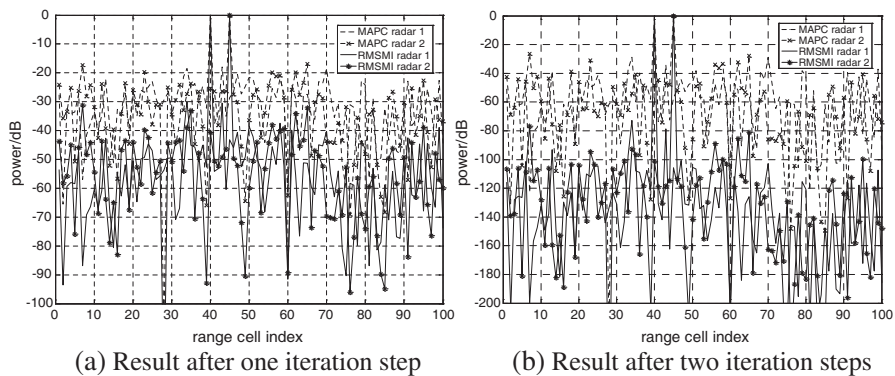 MAPC radar 1
MAPC radar 2
RMSMI radar 1
RMSMI radar 2
0
-10
-20
-30
-40
-50
-60
-70
-80
-90
-100
power/dB
0 10 20 30 40 50 60 70 80 90 100
range cell index
(a) Result after one iteration step
MAPC radar 1
MAPC radar 2
RMSMI radar 1
RMSMI radar 2
0
-20
-40
-60
-80
-100
-120
-140
-160
-180
-200
power/dB
0 10 20 30 40 50 60 70 80 90 100
range cell index
(b) Result after two iteration steps